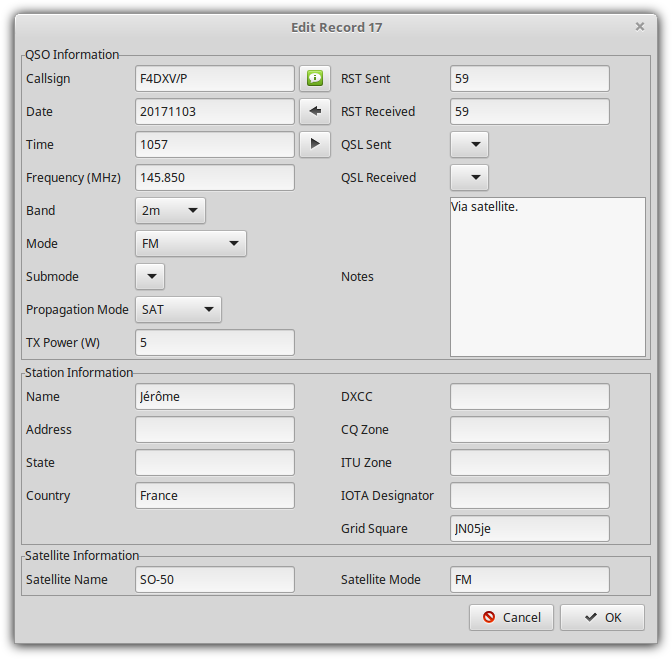 Edit Record 17
QSO Information
Callsign F4DXV/P RST Sent 59
Date 20171103 RST Received 59
Time 1057 QSL Sent
Frequency (MHz) 145.850 QSL Received
Band 2m Via satellite.
Mode FM
Submode Notes
Propagation Mode SAT
TX Power (W) 5
Station Information
Name Jérôme DXCC
Address CQ Zone
State ITU Zone
Country France IOTA Designator
Grid Square JN05je
Satellite Information
Satellite Name SO-50 Satellite Mode FM
Cancel OK